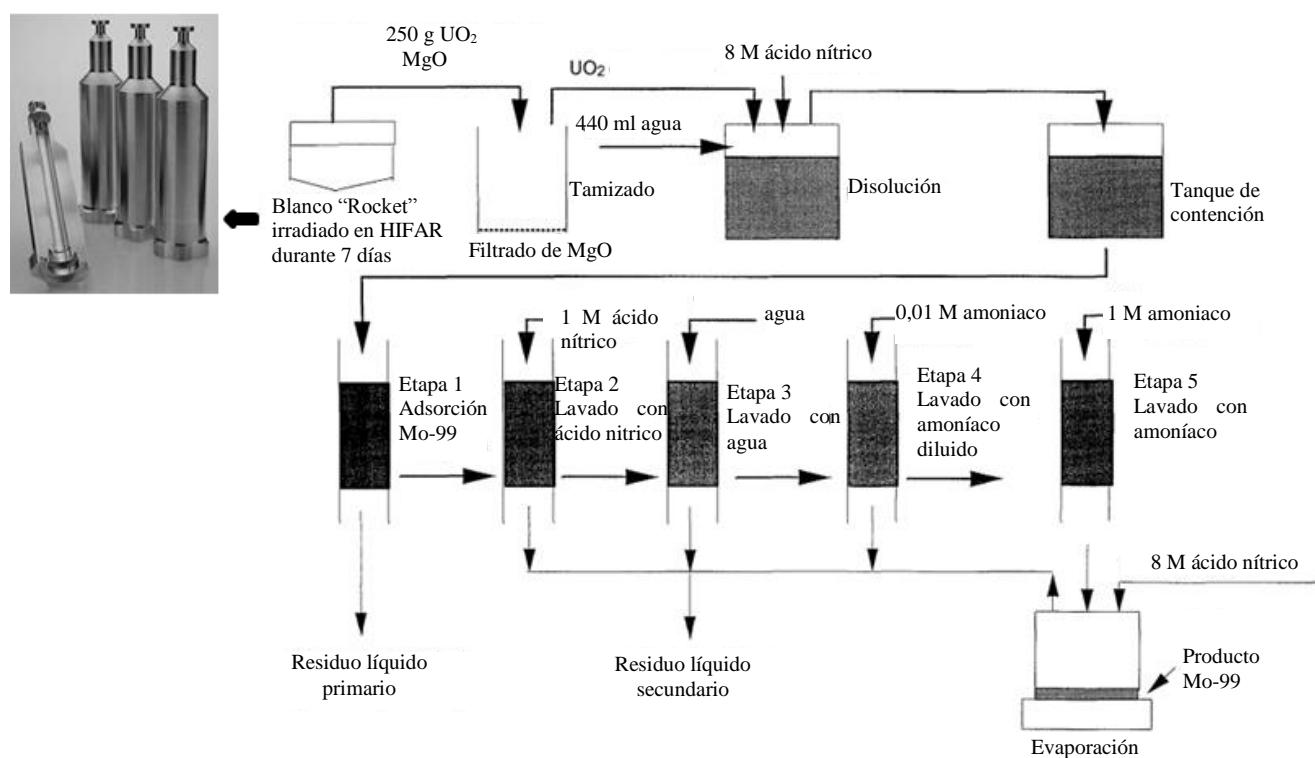 250 g UO₂
MgO
UO₂
8 M ácido nítrico
440 ml agua
Tamizado
Disolución
Tanque de
contención
Blanco “Rocket”
irradiado en HIFAR
durante 7 días
Filtrado de MgO
1 M ácido
nítrico
agua
0,01 M amoniaco
1 M amoniaco
Etapa 1
Adsorción
Mo-99
Etapa 2
Lavado con
ácido nitrico
Etapa 3
Lavado con
agua
Etapa 4
Lavado con
amoníaco
diluido
Etapa 5
Lavado con
amoníaco
8 M ácido nítrico
Residuo líquido
primario
Residuo líquido
secundario
Producto
Mo-99
Evaporación